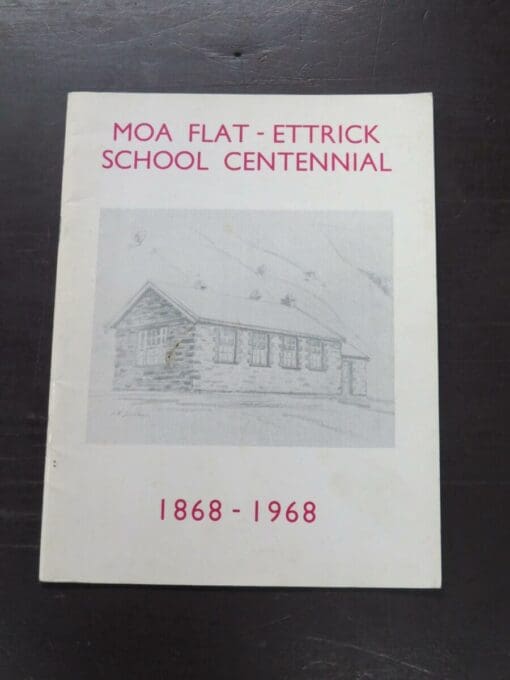 MOA FLAT - ETTRICK
SCHOOL CENTENNIAL
1868 - 1968